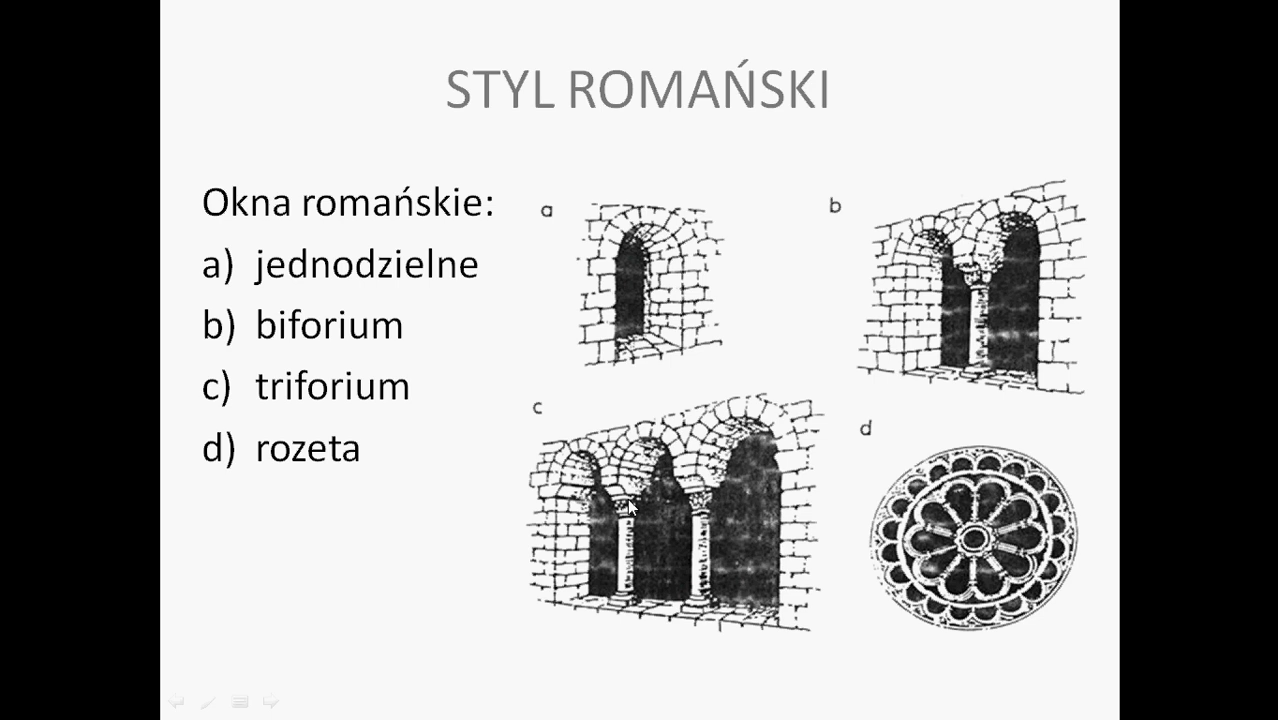 STYL ROMAŃSKI
Okna romańskie:
a) jednodzielne
b) biforium
c) triforium
d) rozeta
a
b
c
d